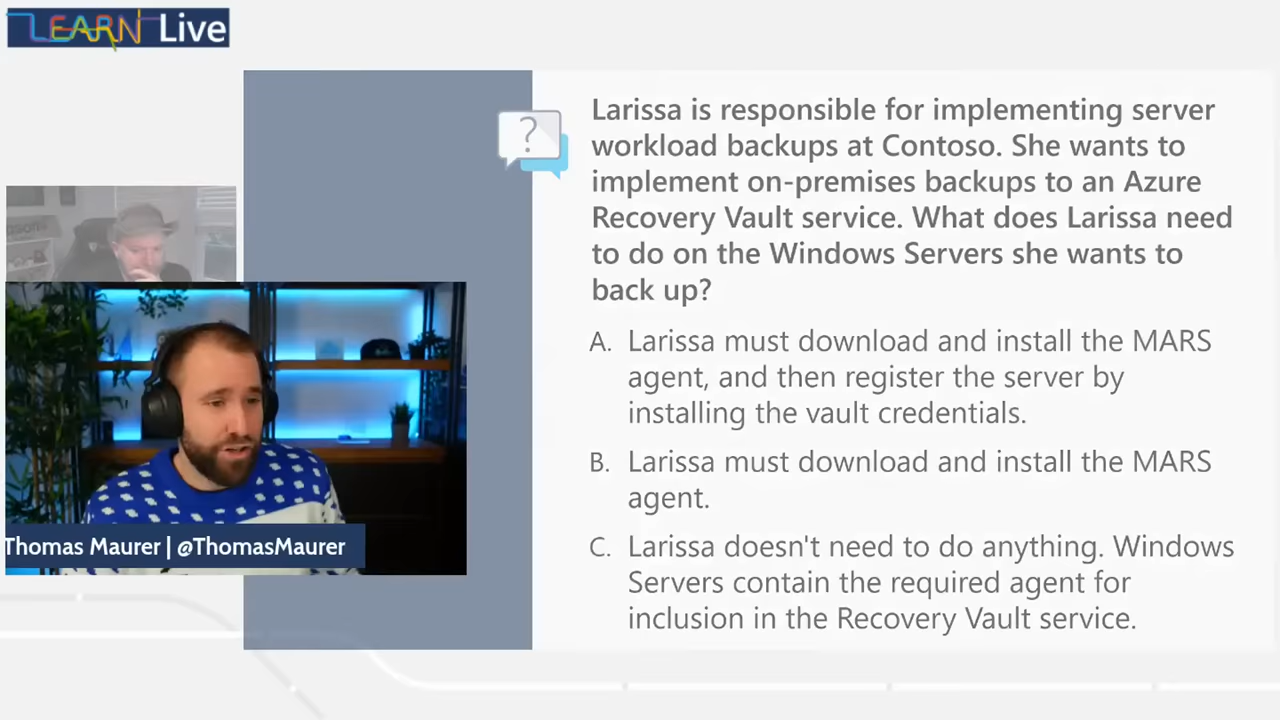 LEARN Live
?
Larissa is responsible for implementing server
workload backups at Contoso. She wants to
implement on-premises backups to an Azure
Recovery Vault service. What does Larissa need
to do on the Windows Servers she wants to
back up?
A. Larissa must download and install the MARS
agent, and then register the server by
installing the vault credentials.
B. Larissa must download and install the MARS
agent.
C. Larissa doesn't need to do anything. Windows
Servers contain the required agent for
inclusion in the Recovery Vault service.
Thomas Maurer | @ThomasMaurer